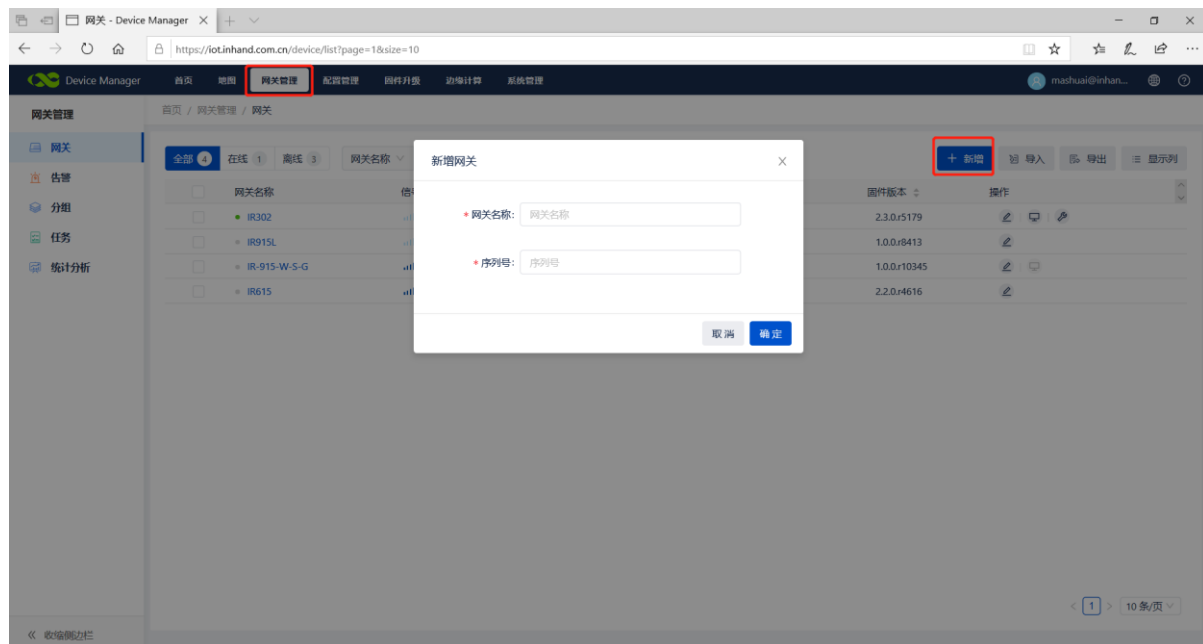 网关 - Device Manager
https://iot.inhand.com.cn/device/list?page=1&size=10
Device Manager 首页 地图 网关管理 配置管理 固件升级 边缘计算 系统管理 mashuai@inhan...
网关管理 首页 / 网关管理 / 网关
网关
告警
分组
任务
统计分析
全部 4 在线 1 离线 3 网关名称 + 新增 导入 导出 显示列
网关名称 信 固件版本 操作
IR302 2.3.0.r5179
IR915L 1.0.0.r8413
IR-915-W-S-G 1.0.0.r10345
IR615 2.2.0.r4616
新增网关
* 网关名称: 网关名称
* 序列号: 序列号
取消 确定
< 1 > 10 条/页
收缩侧边栏